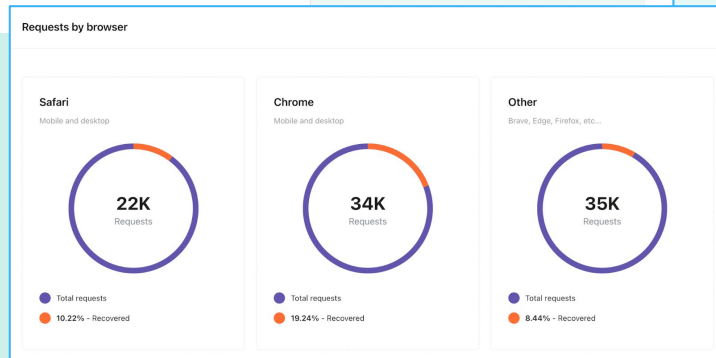 Requests by browser
Safari
Mobile and desktop
22K
Requests
Total requests
10.22% - Recovered
Chrome
Mobile and desktop
34K
Requests
Total requests
19.24% - Recovered
Other
Brave, Edge, Firefox, etc...
35K
Requests
Total requests
8.44% - Recovered